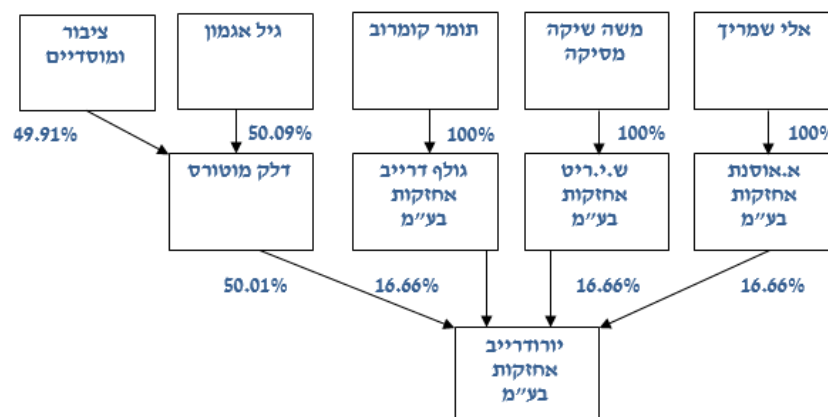 אלי שמריך
משה שיקה
מסיקה
תומר קומרוב
גיל אגמון
ציבור
ומוסדיים
100%
100%
100%
50.09%
49.91%
א.אוסנת
אחזקות
בע"מ
ש.י.ריט
אחזקות
בע"מ
גולף דרייב
אחזקות
בע"מ
דלק מוטורס
16.66%
16.66%
16.66%
50.01%
יורודרייב
אחזקות
בע"מ